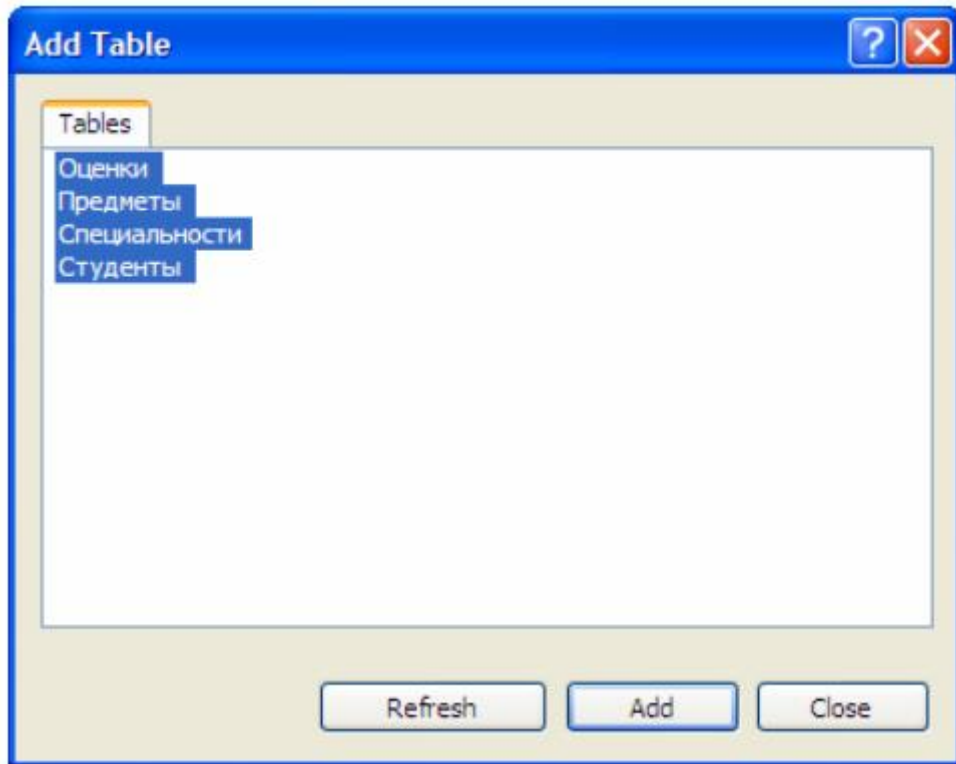 Add Table
Tables
Оценки
Предметы
Специальности
Студенты
Refresh Add Close